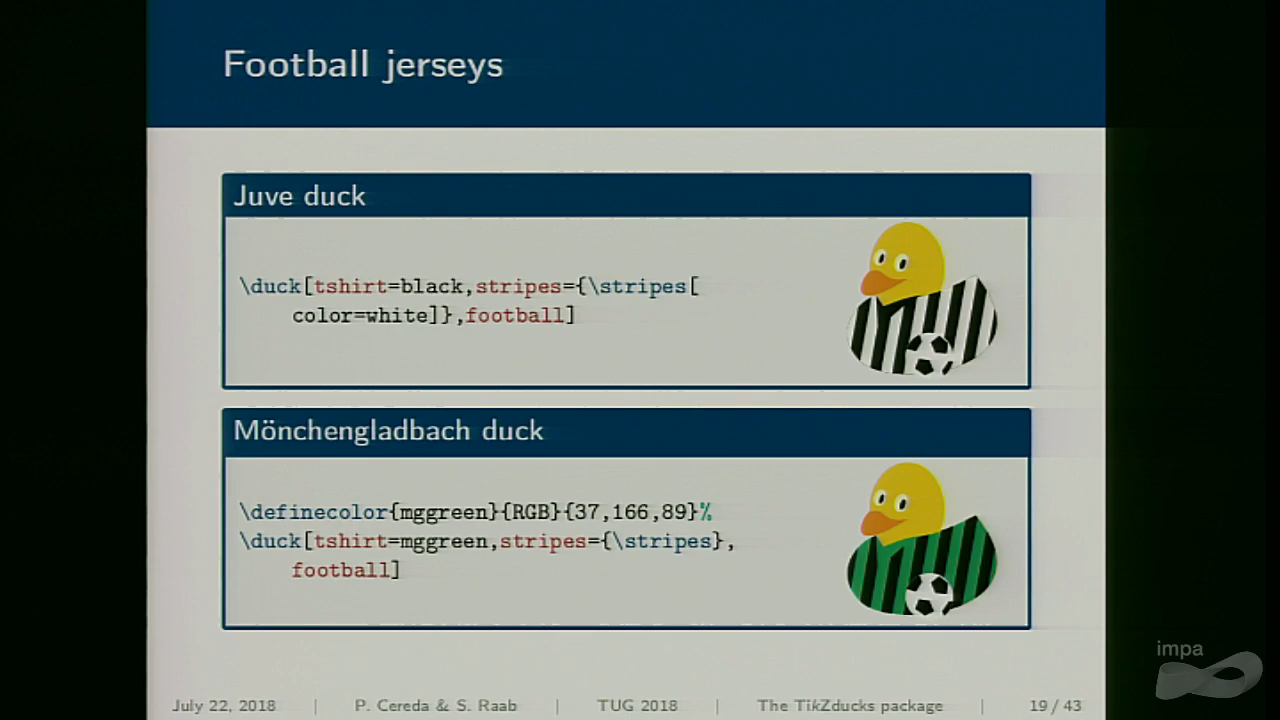 Football jerseys
Juve duck
\duck[tshirt=black,stripes={\stripes[
color=white]},football]
Mönchengladbach duck
\definecolor{mggreen}{RGB}{37,166,89}%
\duck[tshirt=mggreen,stripes={\stripes},
football]
July 22, 2018 | P. Cereda & S. Raab | TUG 2018 | The TikZducks package | 19 / 43
impa